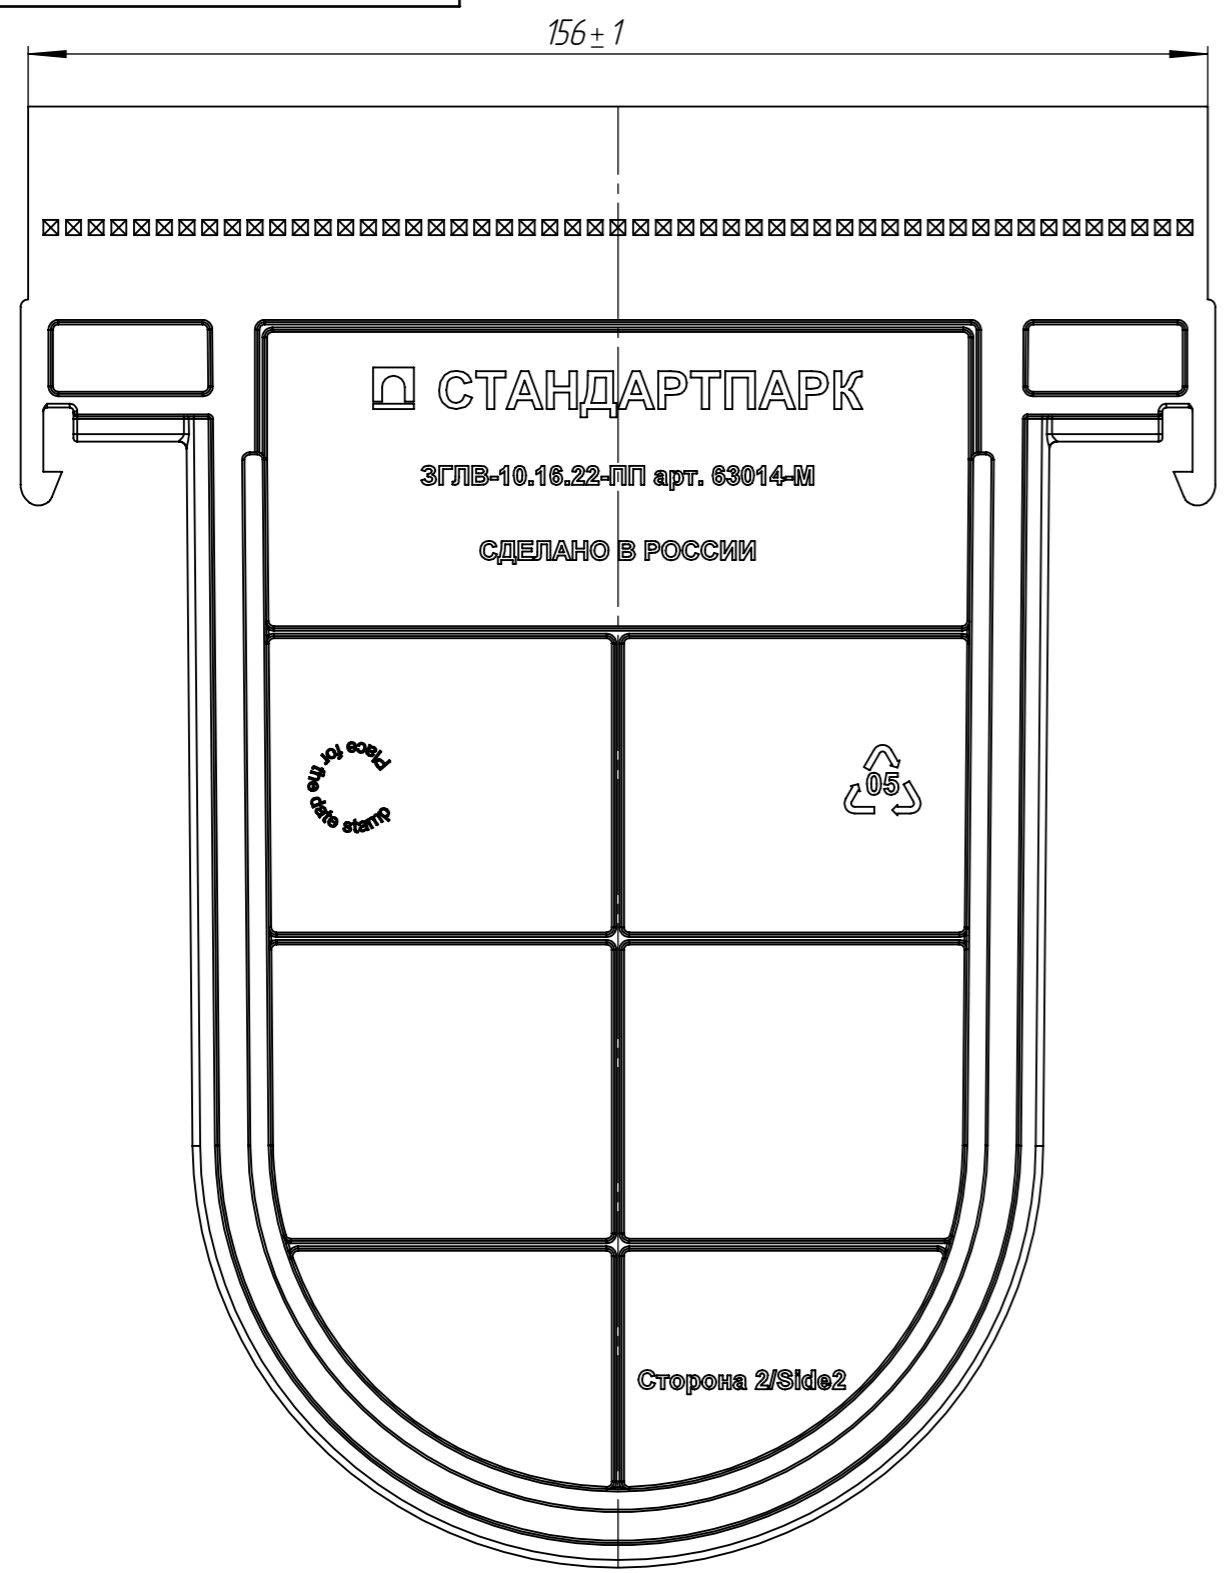 156±1
СТАНДАРТПАРК
ЗГЛВ-10.16.22-ПП арт. 63014-М
СДЕЛАНО В РОССИИ
Place for the date stamp
05
Сторона 2/Side2